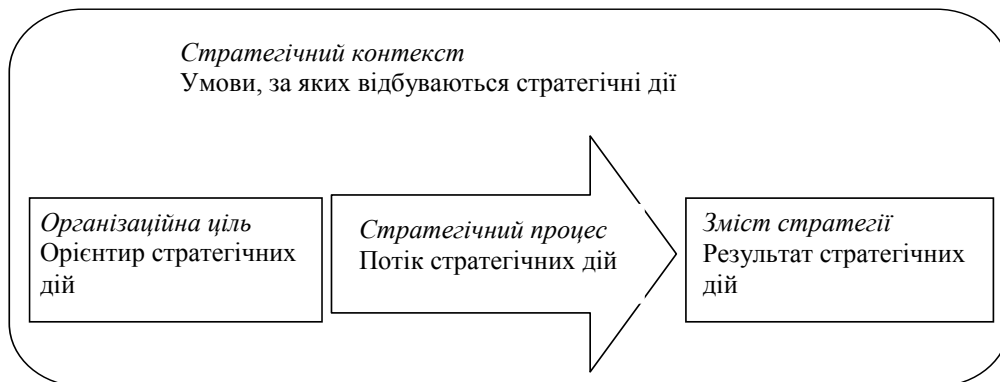 Стратегічний контекст
Умови, за яких відбуваються стратегічні дії
Організаційна ціль
Орієнтир стратегічних
дій
Стратегічний процес
Потік стратегічних дій
Зміст стратегії
Результат стратегічних
дій